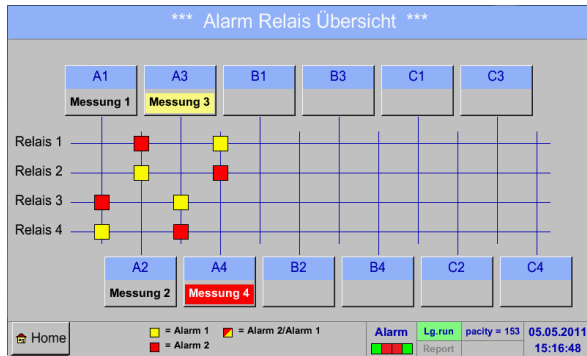 *** Alarm Relais Übersicht ***
A1 A3 B1 B3 C1 C3
Messung 1 Messung 3
Relais 1
Relais 2
Relais 3
Relais 4
A2 A4 B2 B4 C2 C4
Messung 2 Messung 4
Home
= Alarm 1 = Alarm 2/Alarm 1
= Alarm 2
Alarm Lg.run pacity = 153 05.05.2011
Report 15:16:48